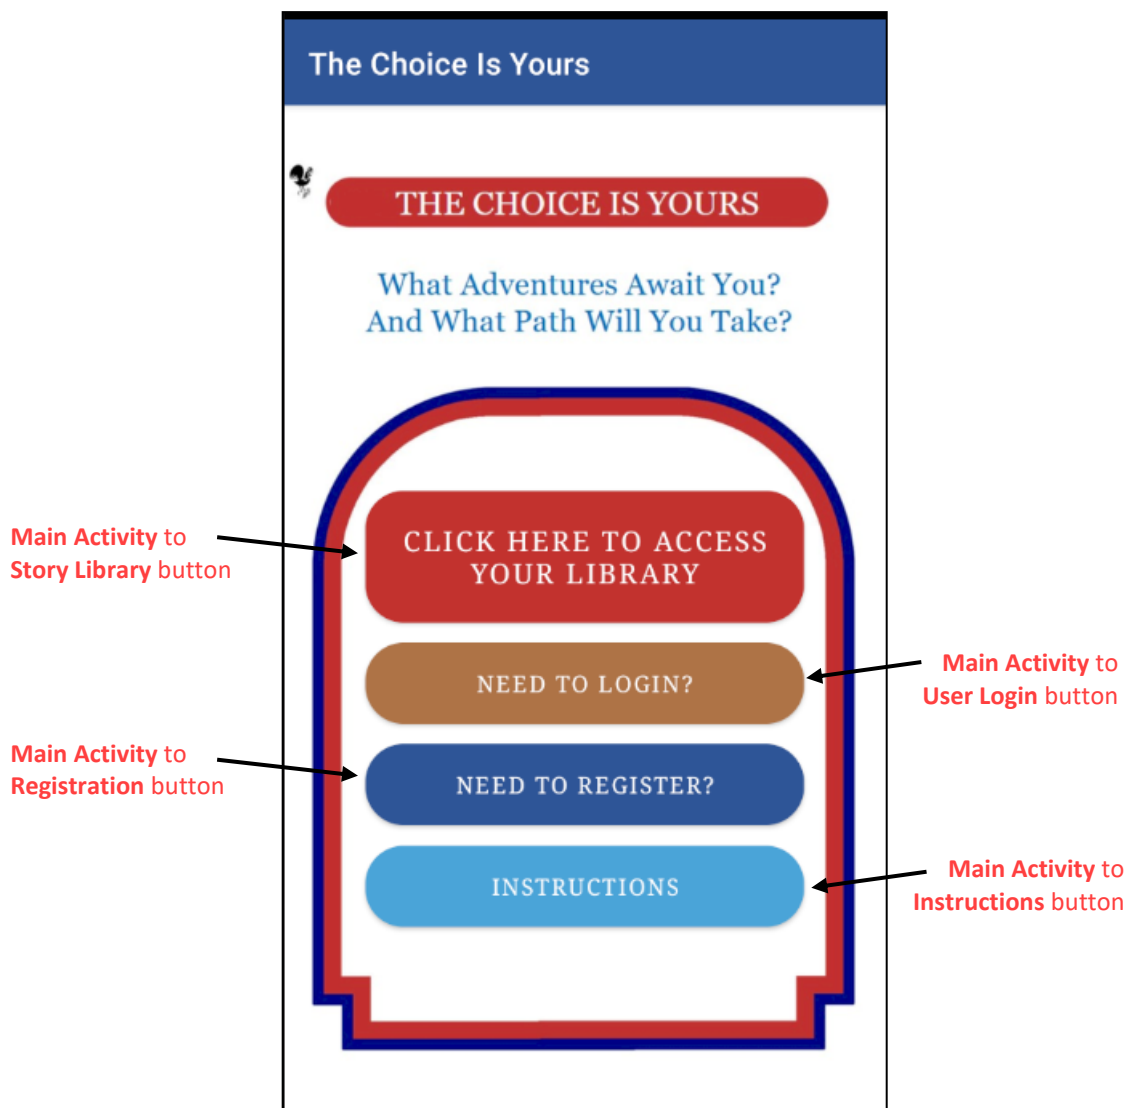 The Choice Is Yours
THE CHOICE IS YOURS
What Adventures Await You?
And What Path Will You Take?
Main Activity to
Story Library button
CLICK HERE TO ACCESS
YOUR LIBRARY
NEED TO LOGIN?
Main Activity to
User Login button
Main Activity to
Registration button
NEED TO REGISTER?
INSTRUCTIONS
Main Activity to
Instructions button